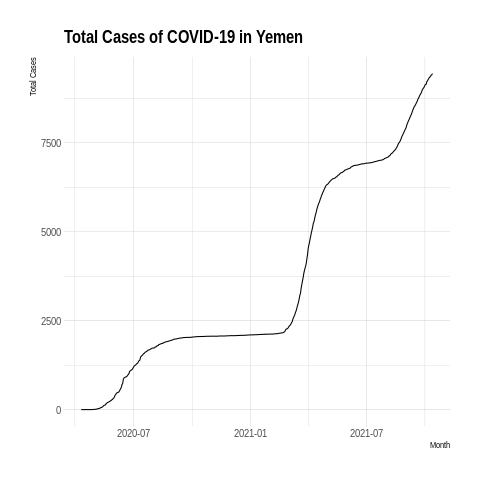 Total Cases of COVID-19 in Yemen
Total Cases
7500
5000
2500
0
2020-07
2021-01
2021-07
Month